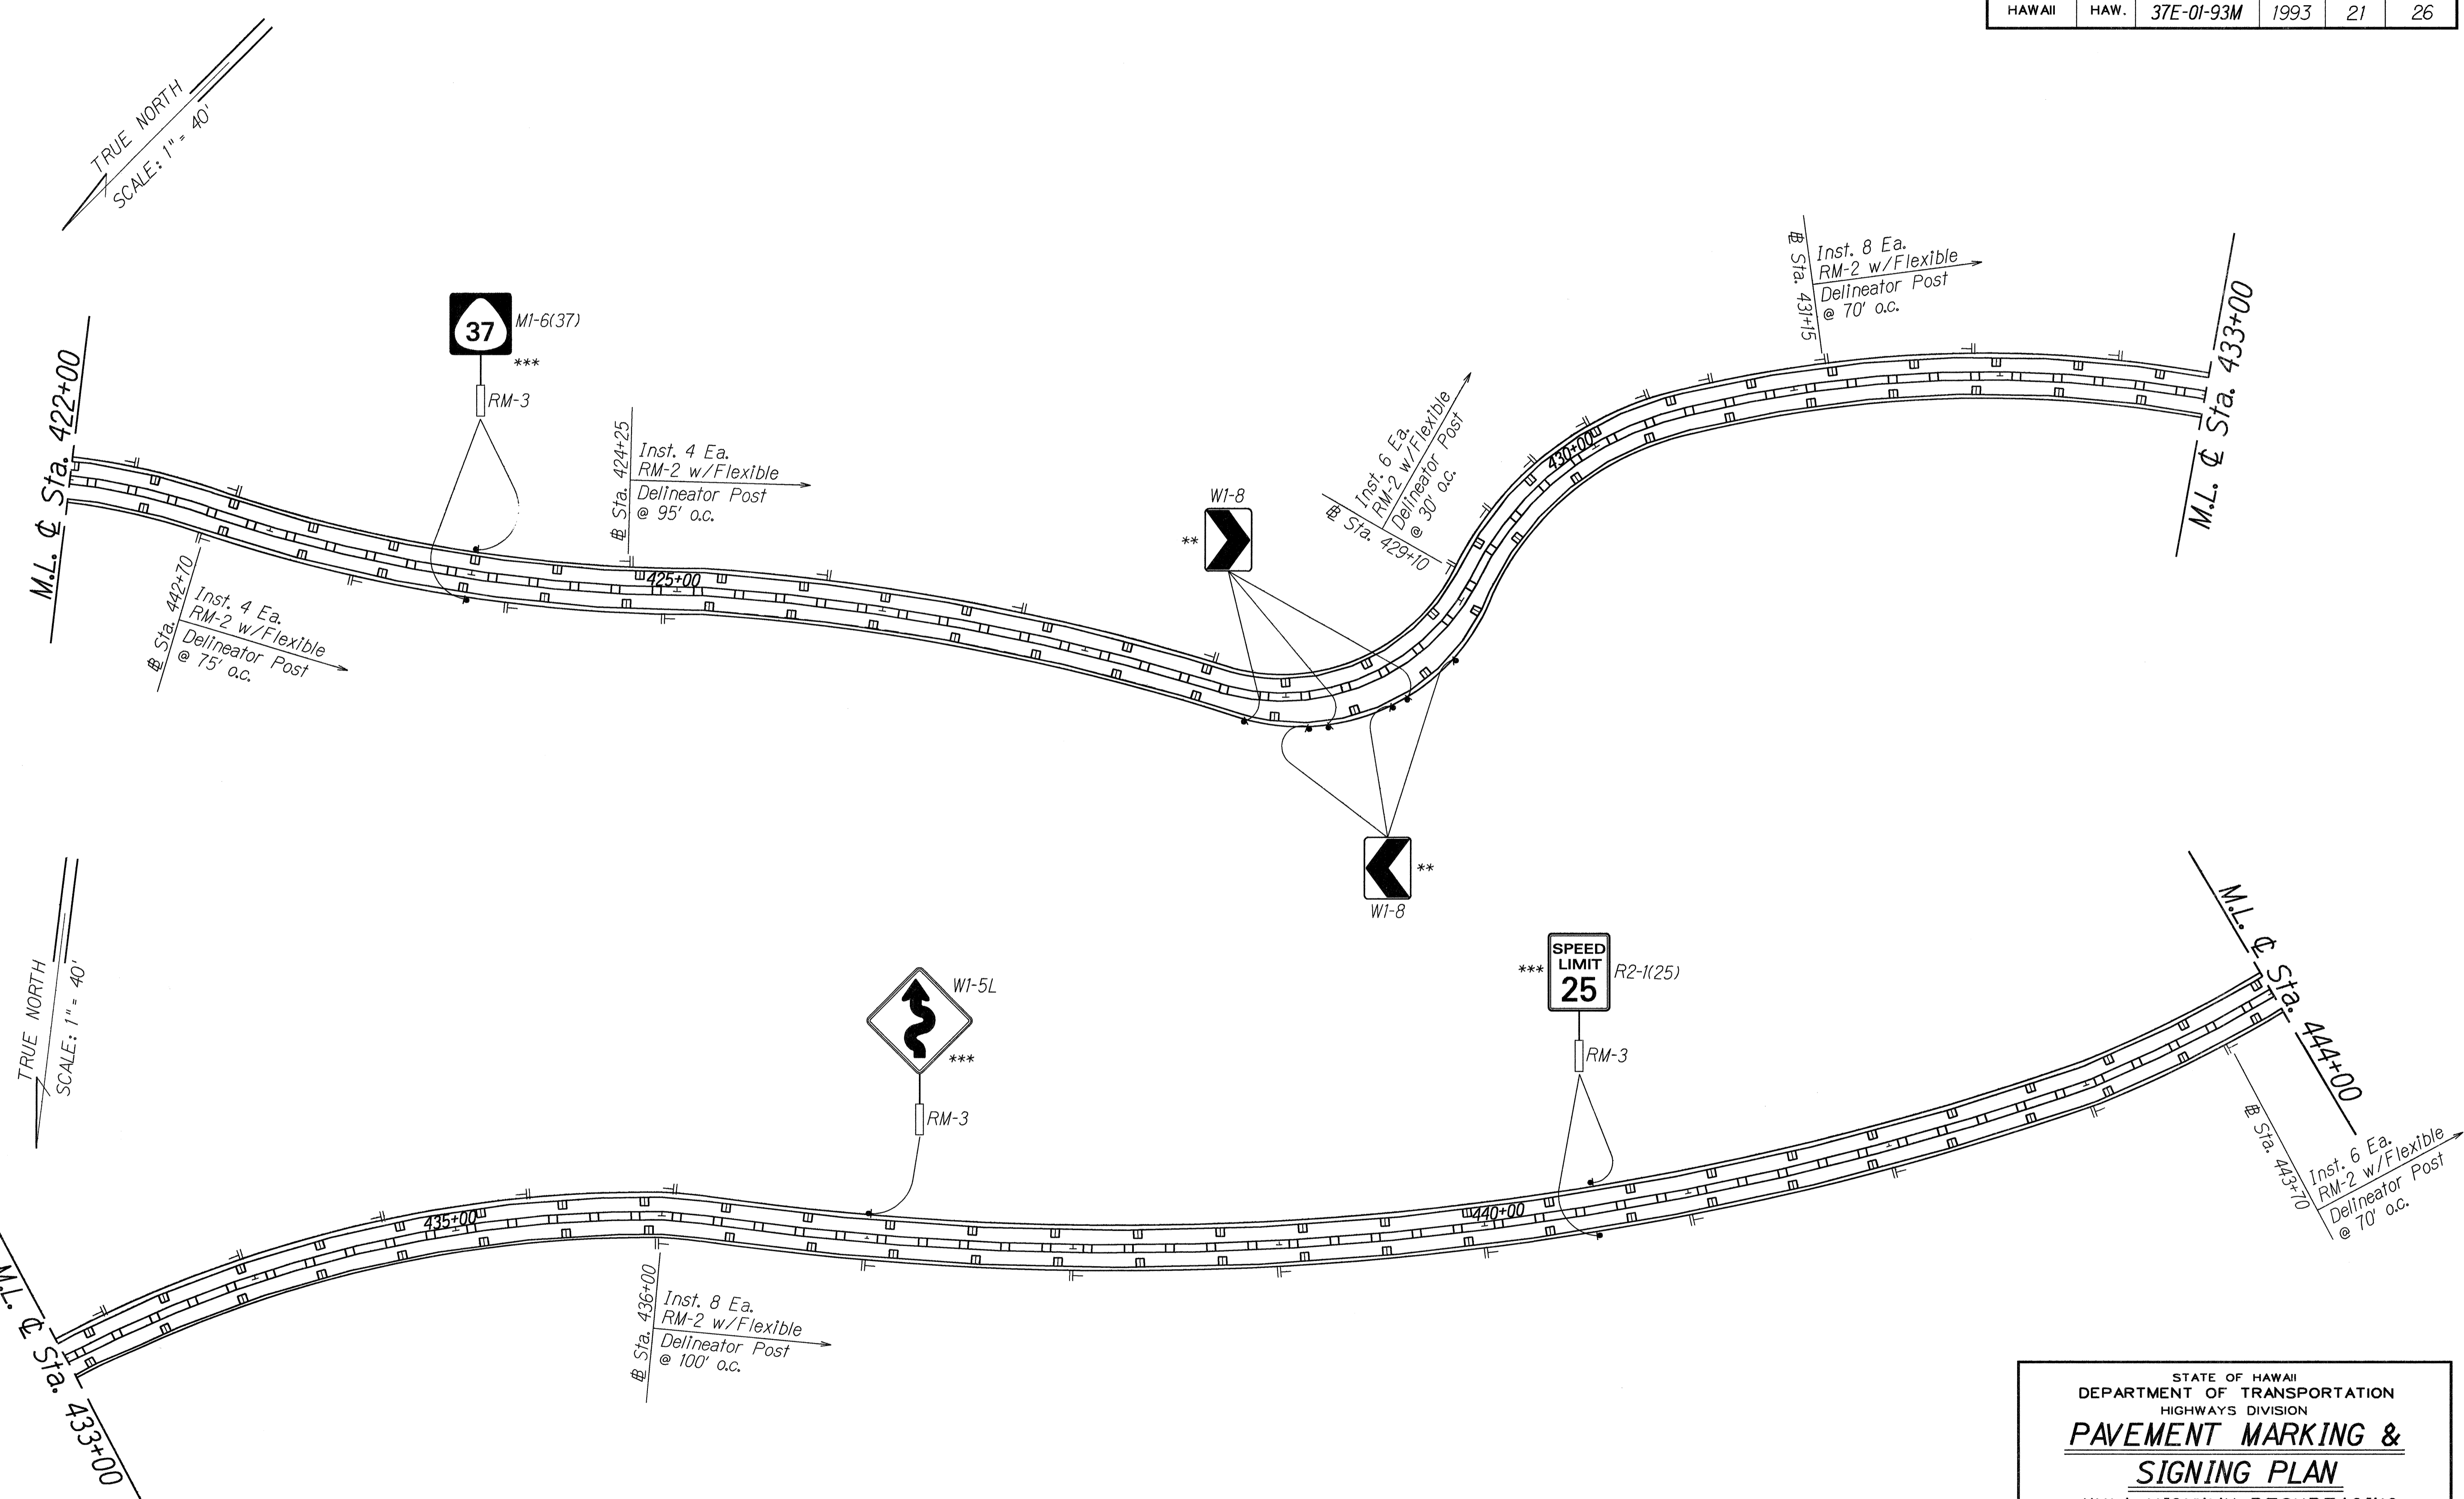 HAWAII HAW. 37E-01-93M 1993 21 26
TRUE NORTH
SCALE: 1" = 40'
M.L. ℄ Sta. 422+00
37
M1-6(37)
***
RM-3
Sta. 424+25
Inst. 4 Ea.
RM-2 w/Flexible
Delineator Post
@ 95' o.c.
Sta. 442+70
Inst. 4 Ea.
RM-2 w/Flexible
Delineator Post
@ 75' o.c.
425+00
W1-8
**
Sta. 429+10
Inst. 6 Ea.
RM-2 w/Flexible
Delineator Post
@ 30' o.c.
430+00
Sta. 431+15
Inst. 8 Ea.
RM-2 w/Flexible
Delineator Post
@ 70' o.c.
M.L. ℄ Sta. 433+00
**
W1-8
TRUE NORTH
SCALE: 1" = 40'
M.L. ℄ Sta. 433+00
435+00
W1-5L
***
RM-3
Sta. 436+00
Inst. 8 Ea.
RM-2 w/Flexible
Delineator Post
@ 100' o.c.
***
SPEED
LIMIT
25
R2-1(25)
RM-3
440+00
M.L. ℄ Sta. 444+00
Sta. 443+70
Inst. 6 Ea.
RM-2 w/Flexible
Delineator Post
@ 70' o.c.
STATE OF HAWAII
DEPARTMENT OF TRANSPORTATION
HIGHWAYS DIVISION
PAVEMENT MARKING &
SIGNING PLAN